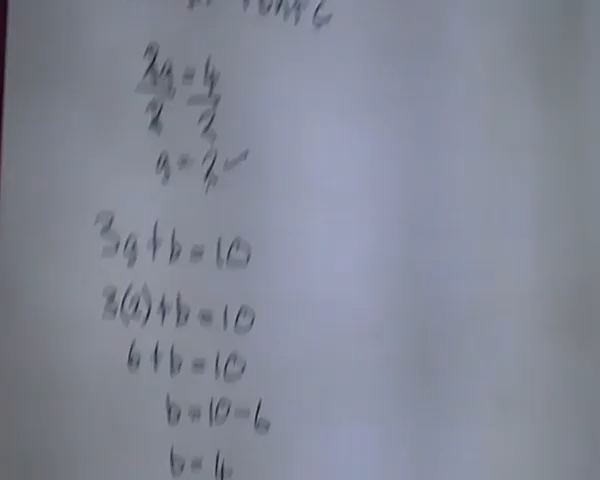 2a = 4
2 2
a = 2 ✓
3a + b = 10
3(2) + b = 10
6 + b = 10
b = 10 - 6
b = 4